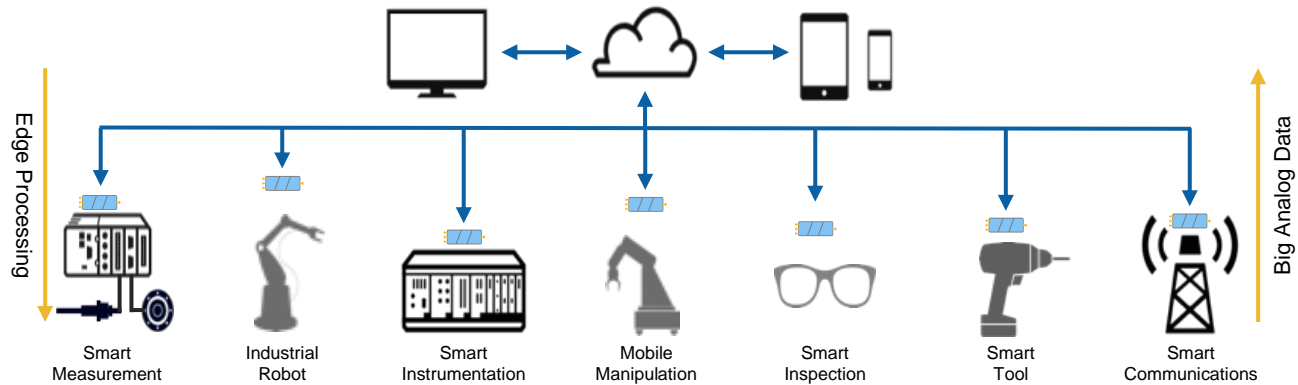 Edge Processing
Big Analog Data
Smart
Measurement
Industrial
Robot
Smart
Instrumentation
Mobile
Manipulation
Smart
Inspection
Smart
Tool
Smart
Communications